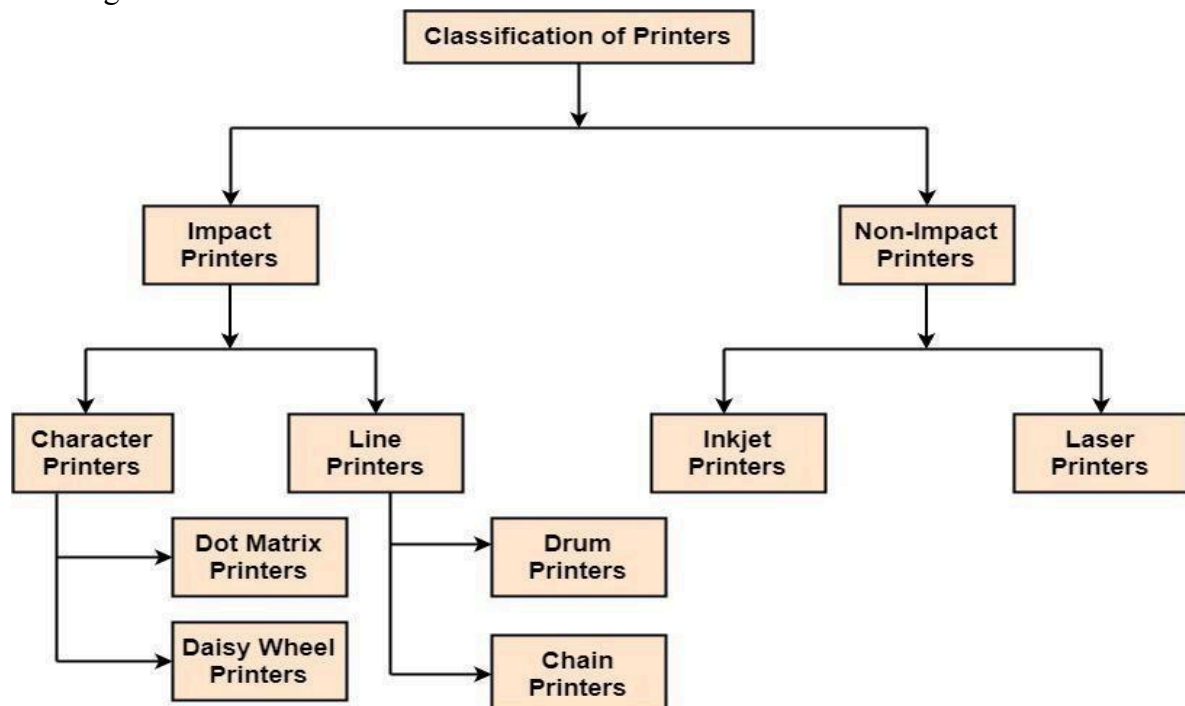 Classification of Printers
Impact
Printers
Non-Impact
Printers
Character
Printers
Line
Printers
Inkjet
Printers
Laser
Printers
Dot Matrix
Printers
Drum
Printers
Daisy Wheel
Printers
Chain
Printers